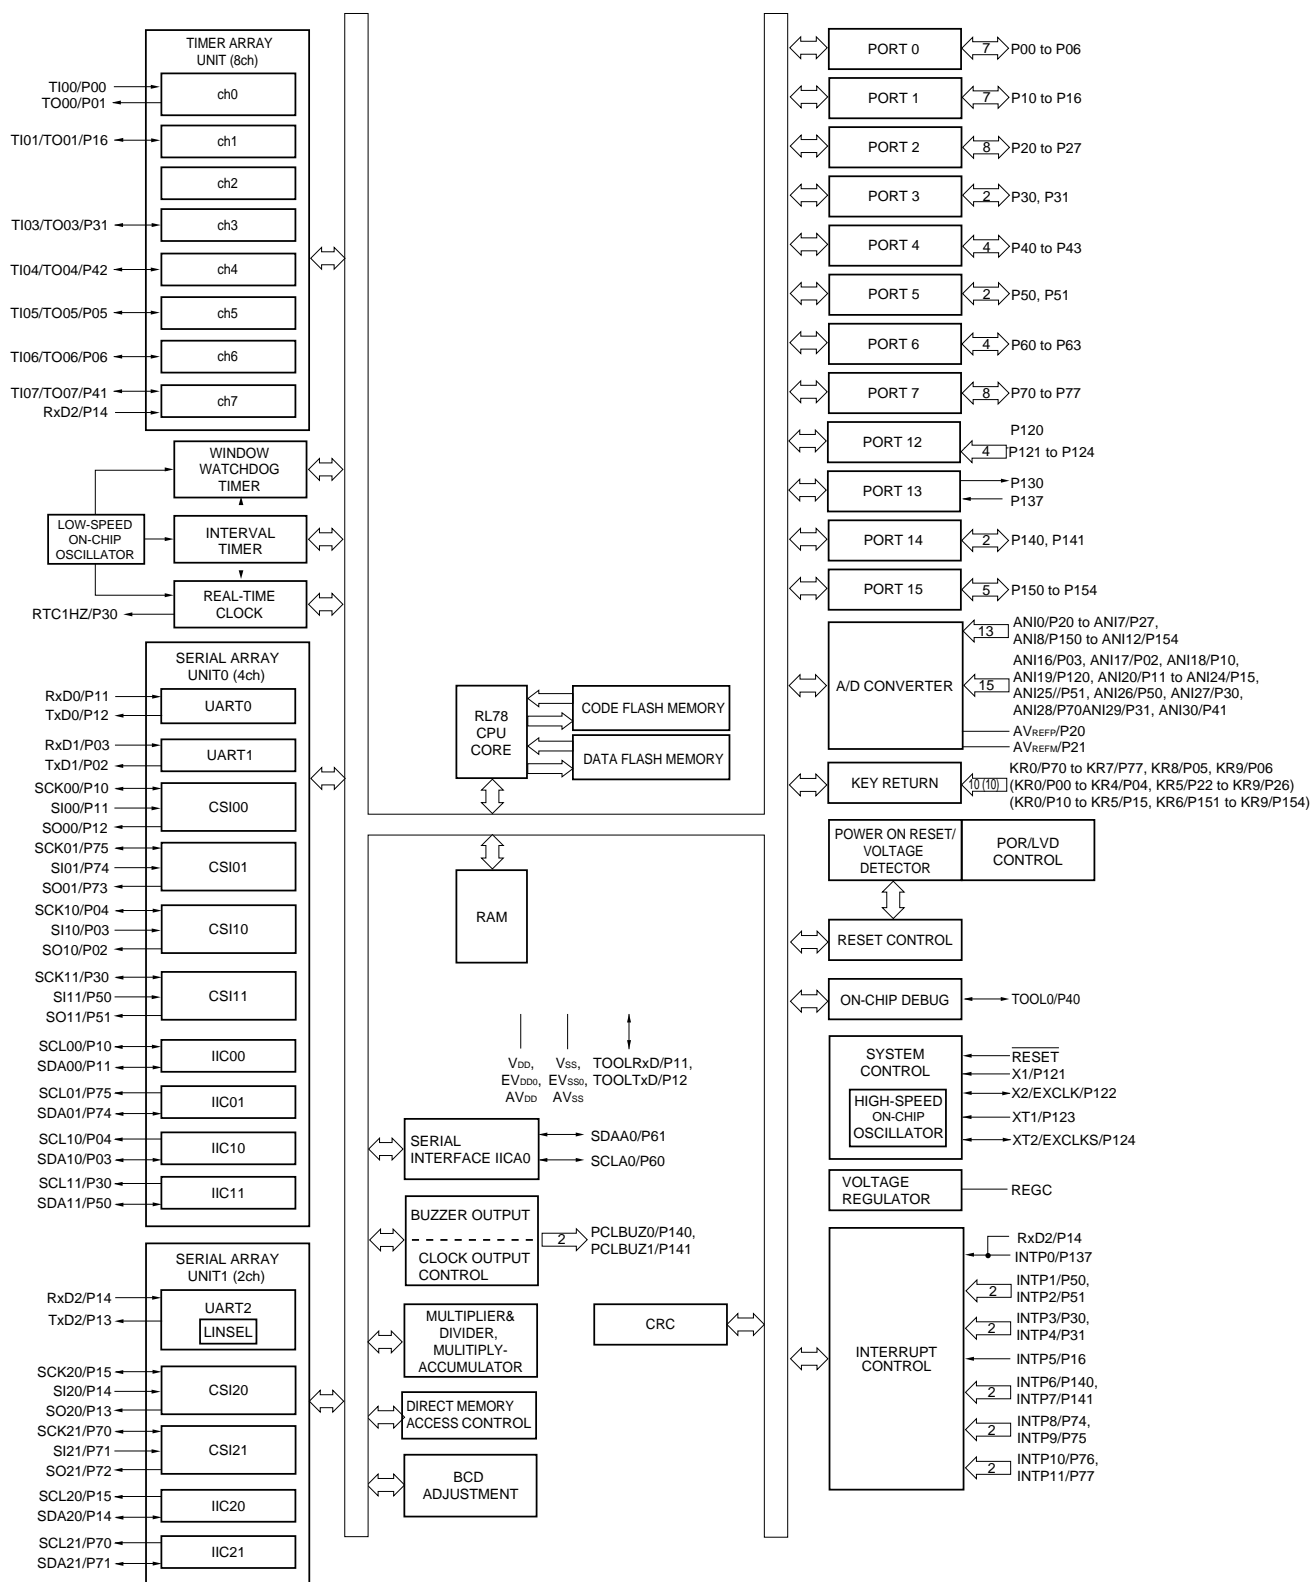 TIMER ARRAY
UNIT (8ch)
TI00/P00
TO00/P01
ch0
TI01/TO01/P16
ch1
ch2
TI03/TO03/P31
ch3
TI04/TO04/P42
ch4
TI05/TO05/P05
ch5
TI06/TO06/P06
ch6
TI07/TO07/P41
RxD2/P14
ch7
WINDOW
WATCHDOG
TIMER
LOW-SPEED
ON-CHIP
OSCILLATOR
INTERVAL
TIMER
REAL-TIME
CLOCK
RTC1HZ/P30
SERIAL ARRAY
UNIT0 (4ch)
RxD0/P11
TxD0/P12
UART0
RxD1/P03
TxD1/P02
UART1
SCK00/P10
SI00/P11
SO00/P12
CSI00
SCK01/P75
SI01/P74
SO01/P73
CSI01
SCK10/P04
SI10/P03
SO10/P02
CSI10
SCK11/P30
SI11/P50
SO11/P51
CSI11
SCL00/P10
SDA00/P11
IIC00
SCL01/P75
SDA01/P74
IIC01
SCL10/P04
SDA10/P03
IIC10
SCL11/P30
SDA11/P50
IIC11
SERIAL ARRAY
UNIT1 (2ch)
RxD2/P14
TxD2/P13
UART2
LINSEL
SCK20/P15
SI20/P14
SO20/P13
CSI20
SCK21/P70
SI21/P71
SO21/P72
CSI21
SCL20/P15
SDA20/P14
IIC20
SCL21/P70
SDA21/P71
IIC21
RL78
CPU
CORE
CODE FLASH MEMORY
DATA FLASH MEMORY
RAM
VDD,
EVDD0,
AVDD
VSS,
EVSS0,
AVSS
TOOLRxD/P11,
TOOLTxD/P12
SERIAL
INTERFACE IICA0
SDAA0/P61
SCLA0/P60
BUZZER OUTPUT
CLOCK OUTPUT
CONTROL
2
PCLBUZ0/P140,
PCLBUZ1/P141
MULTIPLIER&
DIVIDER,
MULITIPLY-
ACCUMULATOR
DIRECT MEMORY
ACCESS CONTROL
BCD
ADJUSTMENT
CRC
PORT 0
7
P00 to P06
PORT 1
7
P10 to P16
PORT 2
8
P20 to P27
PORT 3
2
P30, P31
PORT 4
4
P40 to P43
PORT 5
2
P50, P51
PORT 6
4
P60 to P63
PORT 7
8
P70 to P77
PORT 12
P120
4
P121 to P124
PORT 13
P130
P137
PORT 14
2
P140, P141
PORT 15
5
P150 to P154
A/D CONVERTER
13
ANI0/P20 to ANI7/P27,
ANI8/P150 to ANI12/P154
15
ANI16/P03, ANI17/P02, ANI18/P10,
ANI19/P120, ANI20/P11 to ANI24/P15,
ANI25//P51, ANI26/P50, ANI27/P30,
ANI28/P70ANI29/P31, ANI30/P41
AVREFP/P20
AVREFM/P21
KEY RETURN
10 (10)
KR0/P70 to KR7/P77, KR8/P05, KR9/P06
(KR0/P00 to KR4/P04, KR5/P22 to KR9/P26)
(KR0/P10 to KR5/P15, KR6/P151 to KR9/P154)
POWER ON RESET/
VOLTAGE
DETECTOR
POR/LVD
CONTROL
RESET CONTROL
ON-CHIP DEBUG
TOOL0/P40
SYSTEM
CONTROL
HIGH-SPEED
ON-CHIP
OSCILLATOR
RESET
X1/P121
X2/EXCLK/P122
XT1/P123
XT2/EXCLKS/P124
VOLTAGE
REGULATOR
REGC
INTERRUPT
CONTROL
RxD2/P14
INTP0/P137
2
INTP1/P50,
INTP2/P51
2
INTP3/P30,
INTP4/P31
INTP5/P16
2
INTP6/P140,
INTP7/P141
2
INTP8/P74,
INTP9/P75
2
INTP10/P76,
INTP11/P77